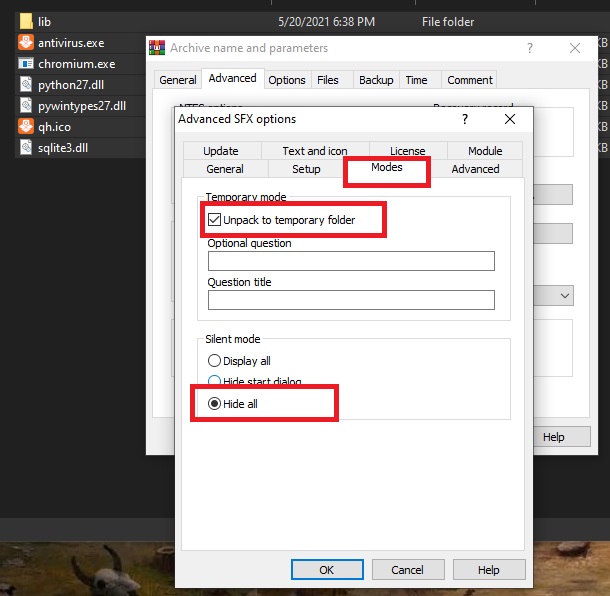 lib 5/20/2021 6:38 PM File folder
antivirus.exe
chromium.exe KB
python27.dll KB
pywintypes27.dll KB
qh.ico KB
sqlite3.dll KB
Archive name and parameters ?
General Advanced Options Files Backup Time Comment
Advanced SFX options ?
Update Text and icon License Module
General Setup Modes Advanced
Temporary mode
Unpack to temporary folder
Optional question
Question title
Silent mode
Display all
Hide start dialog
Hide all
Help
OK Cancel Help